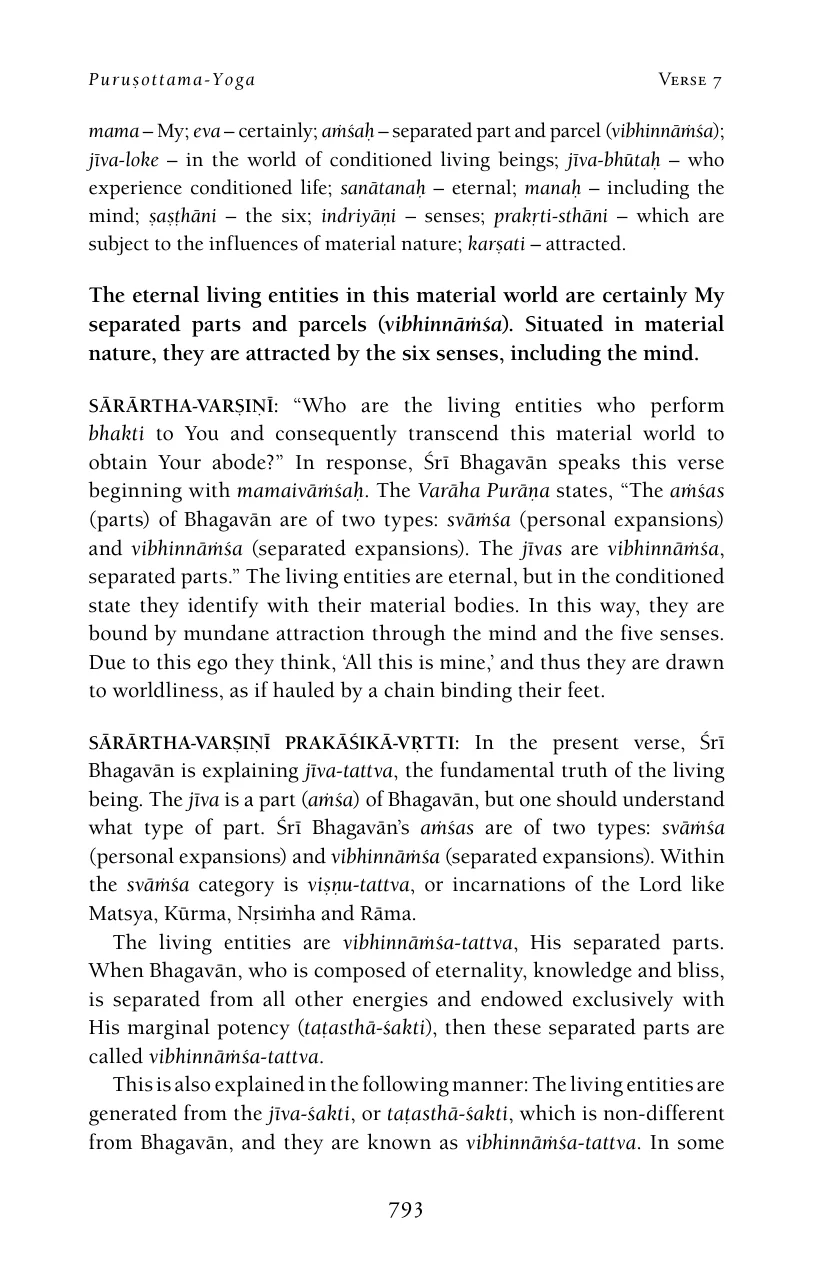 Puruṣottama-Yoga Verse 7
mama – My; eva – certainly; aṁśaḥ – separated part and parcel (vibhinnāṁśa);
jīva-loke – in the world of conditioned living beings; jīva-bhūtaḥ – who
experience conditioned life; sanātanaḥ – eternal; manaḥ – including the
mind; ṣaṣṭhāni – the six; indriyāṇi – senses; prakṛti-sthāni – which are
subject to the influences of material nature; karṣati – attracted.
The eternal living entities in this material world are certainly My
separated parts and parcels (vibhinnāṁśa). Situated in material
nature, they are attracted by the six senses, including the mind.
SĀRĀRTHA-VARṢIṆĪ: “Who are the living entities who perform
bhakti to You and consequently transcend this material world to
obtain Your abode?” In response, Śrī Bhagavān speaks this verse
beginning with mamaivāṁśaḥ. The Varāha Purāṇa states, “The aṁśas
(parts) of Bhagavān are of two types: svāṁśa (personal expansions)
and vibhinnāṁśa (separated expansions). The jīvas are vibhinnāṁśa,
separated parts.” The living entities are eternal, but in the conditioned
state they identify with their material bodies. In this way, they are
bound by mundane attraction through the mind and the five senses.
Due to this ego they think, ‘All this is mine,’ and thus they are drawn
to worldliness, as if hauled by a chain binding their feet.
SĀRĀRTHA-VARṢIṆĪ PRAKĀŚIKĀ-VṚTTI: In the present verse, Śrī
Bhagavān is explaining jīva-tattva, the fundamental truth of the living
being. The jīva is a part (aṁśa) of Bhagavān, but one should understand
what type of part. Śrī Bhagavān’s aṁśas are of two types: svāṁśa
(personal expansions) and vibhinnāṁśa (separated expansions). Within
the svāṁśa category is viṣṇu-tattva, or incarnations of the Lord like
Matsya, Kūrma, Nṛsiṁha and Rāma.
The living entities are vibhinnāṁśa-tattva, His separated parts.
When Bhagavān, who is composed of eternality, knowledge and bliss,
is separated from all other energies and endowed exclusively with
His marginal potency (taṭasthā-śakti), then these separated parts are
called vibhinnāṁśa-tattva.
This is also explained in the following manner: The living entities are
generated from the jīva-śakti, or taṭasthā-śakti, which is non-different
from Bhagavān, and they are known as vibhinnāṁśa-tattva. In some
793